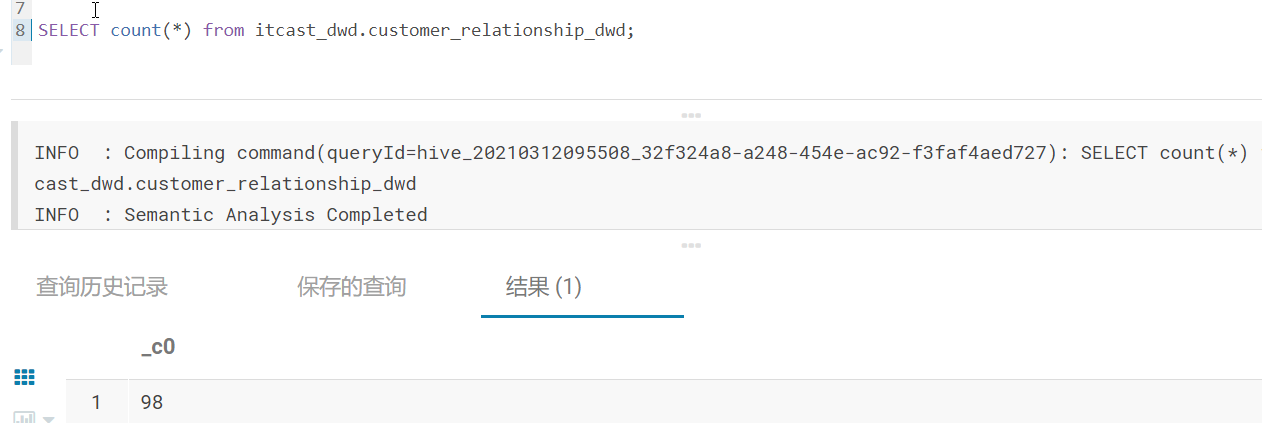 7
8 SELECT count(*) from itcast_dwd.customer_relationship_dwd;
INFO  : Compiling command(queryId=hive_20210312095508_32f324a8-a248-454e-ac92-f3faf4aed727): SELECT count(*)
cast_dwd.customer_relationship_dwd
INFO  : Semantic Analysis Completed
查询历史记录 保存的查询 结果 (1)
_c0
1 98